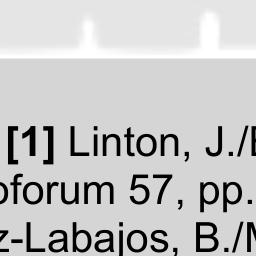 [1] Linton, J./B
oforum 57, pp.
z-Labajos, B./M